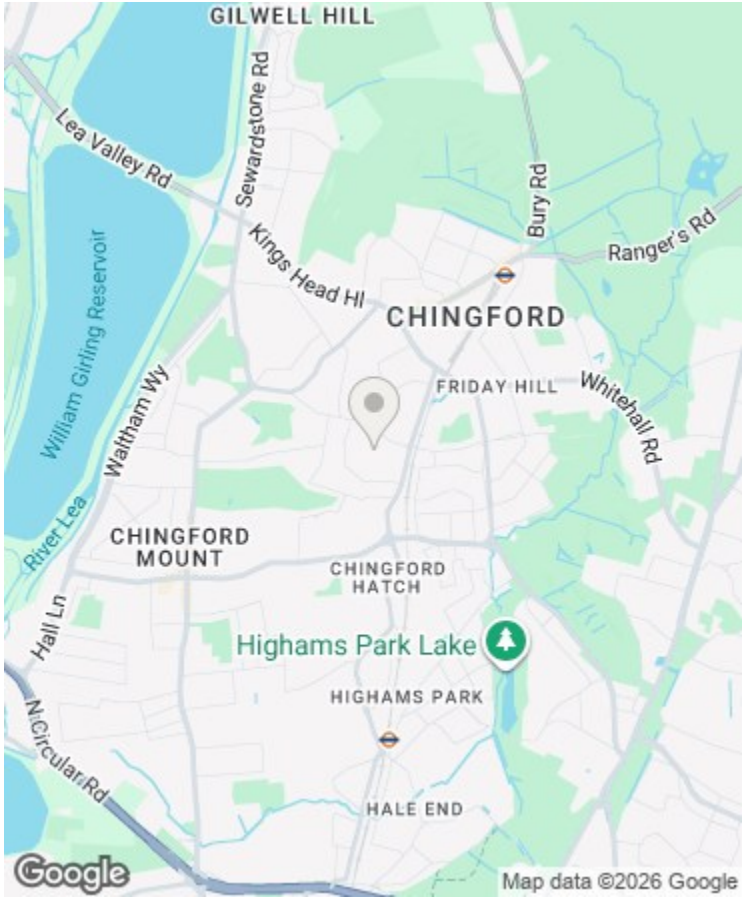 GILWELL HILL
Sewardstone Rd
Lea Valley Rd
Bury Rd
Ranger's Rd
Kings Head Hl
William Girling Reservoir
CHINGFORD
FRIDAY HILL
Whitehall Rd
Waltham Wy
River Lea
CHINGFORD
MOUNT
CHINGFORD
HATCH
Hall Ln
Highams Park Lake
HIGHAMS PARK
N Circular Rd
HALE END
Google
Map data ©2026 Google